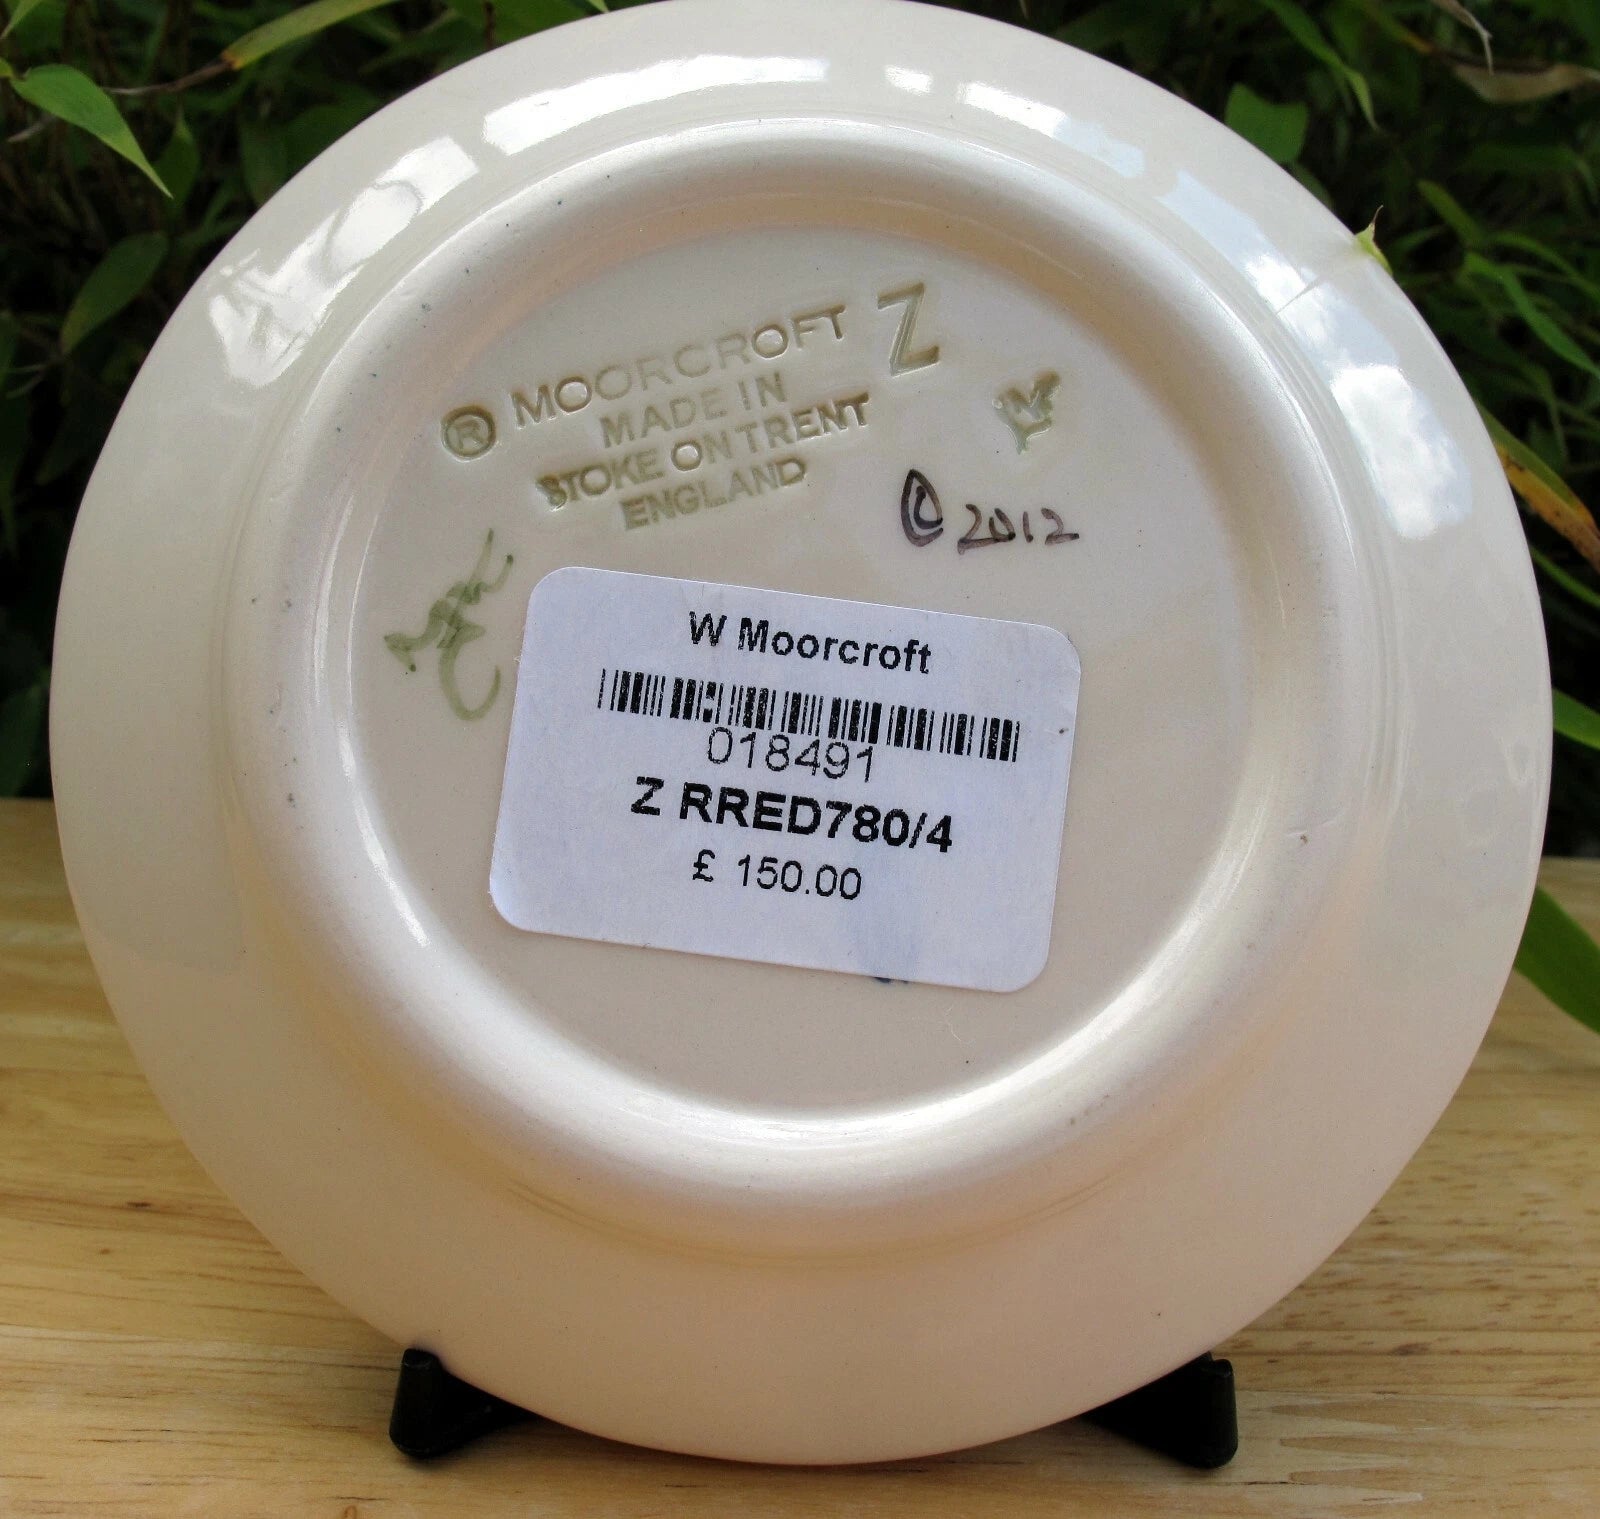 ® MOORCROFT Z
MADE IN
STOKE ON TRENT
ENGLAND
M
© 2012
W Moorcroft
018491
Z RRED780/4
£ 150.00